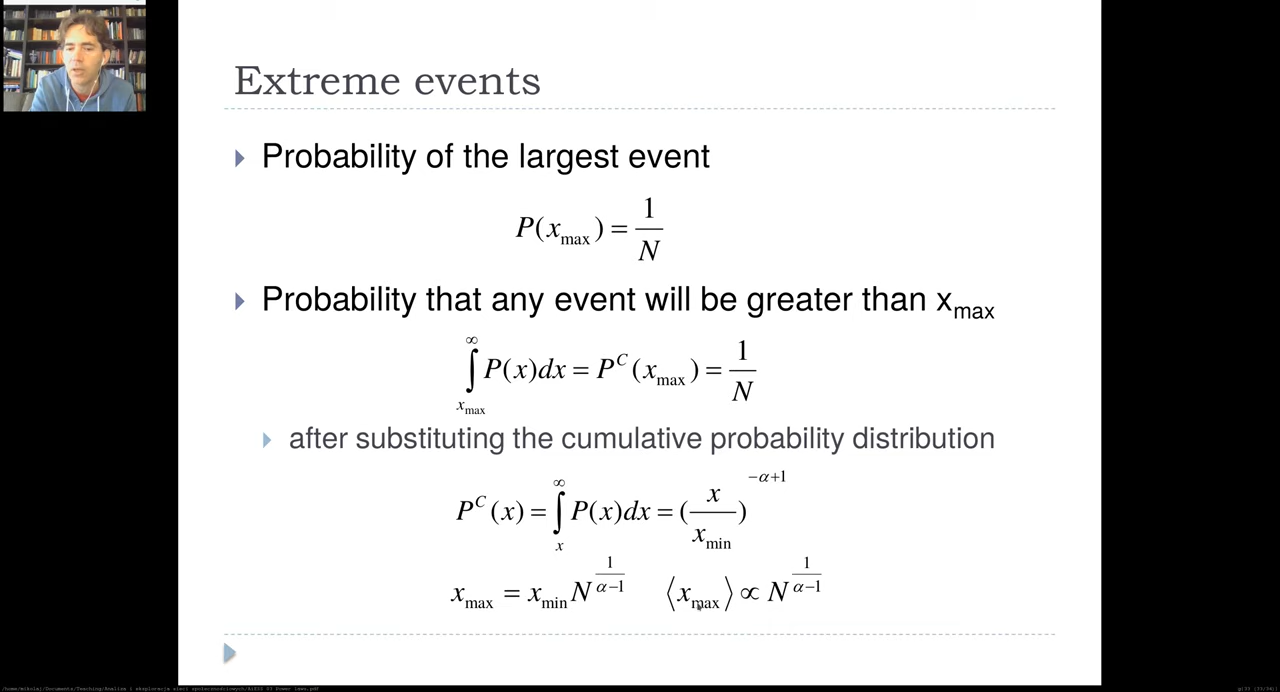 Extreme events
Probability of the largest event
P(x_max) = 1/N
Probability that any event will be greater than x_max
∫_{x_max}^{∞} P(x)dx = P^C(x_max) = 1/N
after substituting the cumulative probability distribution
P^C(x) = ∫_{x}^{∞} P(x)dx = (x/x_min)^{-α+1}
x_max = x_min N^{1/(α-1)} ⟨x_max⟩ ∝ N^{1/(α-1)}